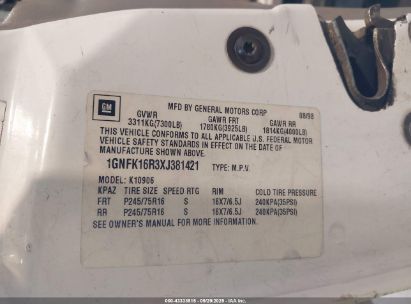 MFD BY GENERAL MOTORS CORP 08/98
GM GVWR GAWR FRT GAWR RR
3311KG(7300LB) 1780KG(3925LB) 1814KG(4000LB)
THIS VEHICLE CONFORMS TO ALL APPLICABLE U.S. FEDERAL MOTOR
VEHICLE SAFETY STANDARDS IN EFFECT ON THE DATE OF
MANUFACTURE SHOWN ABOVE.
1GNFK16R3XJ381421 TYPE: M.P.V.
MODEL: K10906
KPAZ TIRE SIZE SPEED RTG RIM COLD TIRE PRESSURE
FRT P245/75R16 S 16X7/6.5J 240KPA(35PSI)
RR P245/75R16 S 16X7/6.5J 240KPA(35PSI)
SEE OWNER'S MANUAL FOR MORE INFORMATION.